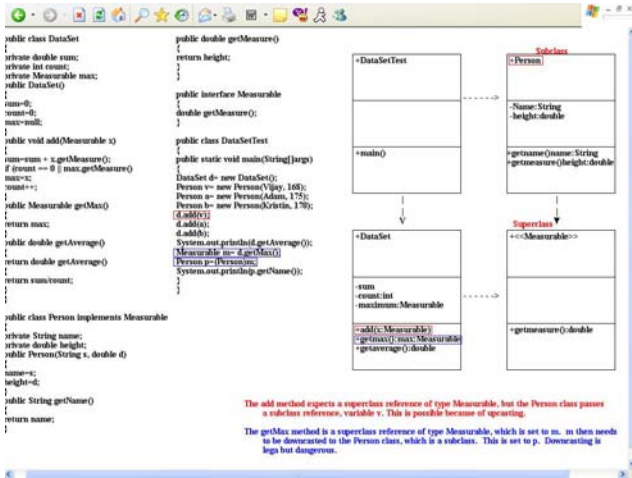 public class DataSet
{
private double sum;
private int count;
private Measurable max;
public DataSet()
{
sum=0;
count=0;
max=null;
}
public void add(Measurable x)
{
sum=sum + x.getMeasure();
if (count == 0 || max.getMeasure()
max=x;
count++;
}
public Measurable getMax()
{
return max;
}
public double getAverage()
{
return double getAverage()
{
return sum/count;
}
public class Person implements Measurable
{
private String name;
private double height;
public Person(String s, double d)
{
name=s;
height=d;
}
public String getName()
{
return name;
}
public double getMeasure()
{
return height;
}
}
public interface Measurable
{
double getMeasure();
}
public class DataSetTest
{
public static void main(String[]args)
{
DataSet d= new DataSet();
Person v= new Person(Vijay, 168);
Person a= new Person(Adam, 175);
Person b= new Person(Kristin, 170);
d.add(v);
d.add(a);
d.add(b);
System.out.println(d.getAverage());
Measurable m= d.getMax();
Person p=(Person)m;
System.out.println(p.getName());
}
}
+DataSetTest
+main()
Subclass
+Person
-Name:String
-height:double
+getname()name:String
+getmeasure()height:double
V
+DataSet
-sum
-count:int
-maximum:Measurable
+add(x:Measurable)
+getmax():max:Measurable
+getaverage():double
Superclass
+<<Measurable>>
+getmeasure():double
The add method expects a superclass reference of type Measurable, but the Person class passes
a subclass reference, variable v. This is possible because of upcasting.
The getMax method is a superclass reference of type Measurable, which is set to m. m then needs
to be downcasted to the Person class, which is a subclass. This is set to p. Downcasting is
lega but dangerous.